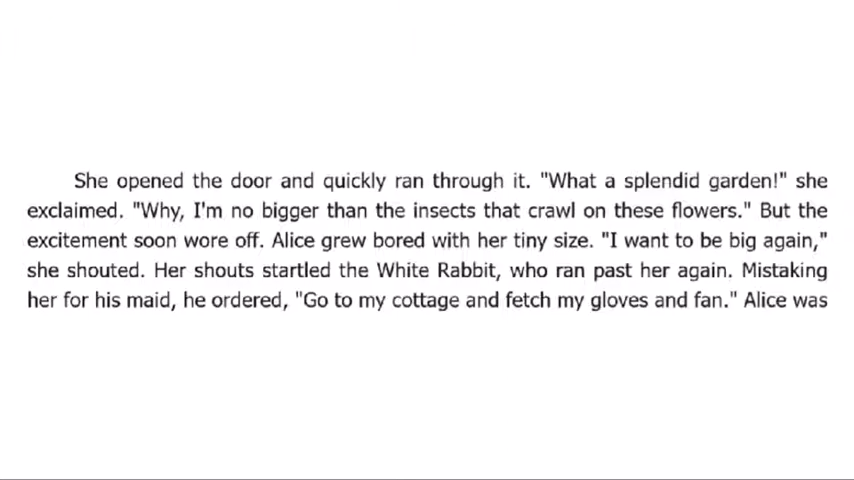 She opened the door and quickly ran through it. "What a splendid garden!" she
exclaimed. "Why, I'm no bigger than the insects that crawl on these flowers." But the
excitement soon wore off. Alice grew bored with her tiny size. "I want to be big again,"
she shouted. Her shouts startled the White Rabbit, who ran past her again. Mistaking
her for his maid, he ordered, "Go to my cottage and fetch my gloves and fan." Alice was